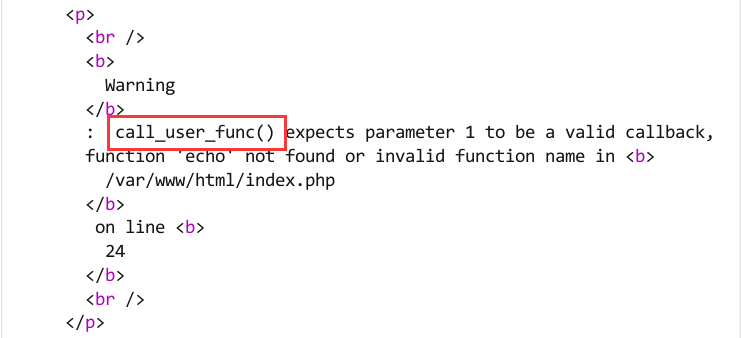 <p>
<br />
<b>
Warning
</b>
: call_user_func() expects parameter 1 to be a valid callback,
function 'echo' not found or invalid function name in <b>
/var/www/html/index.php
</b>
on line <b>
24
</b>
<br />
</p>